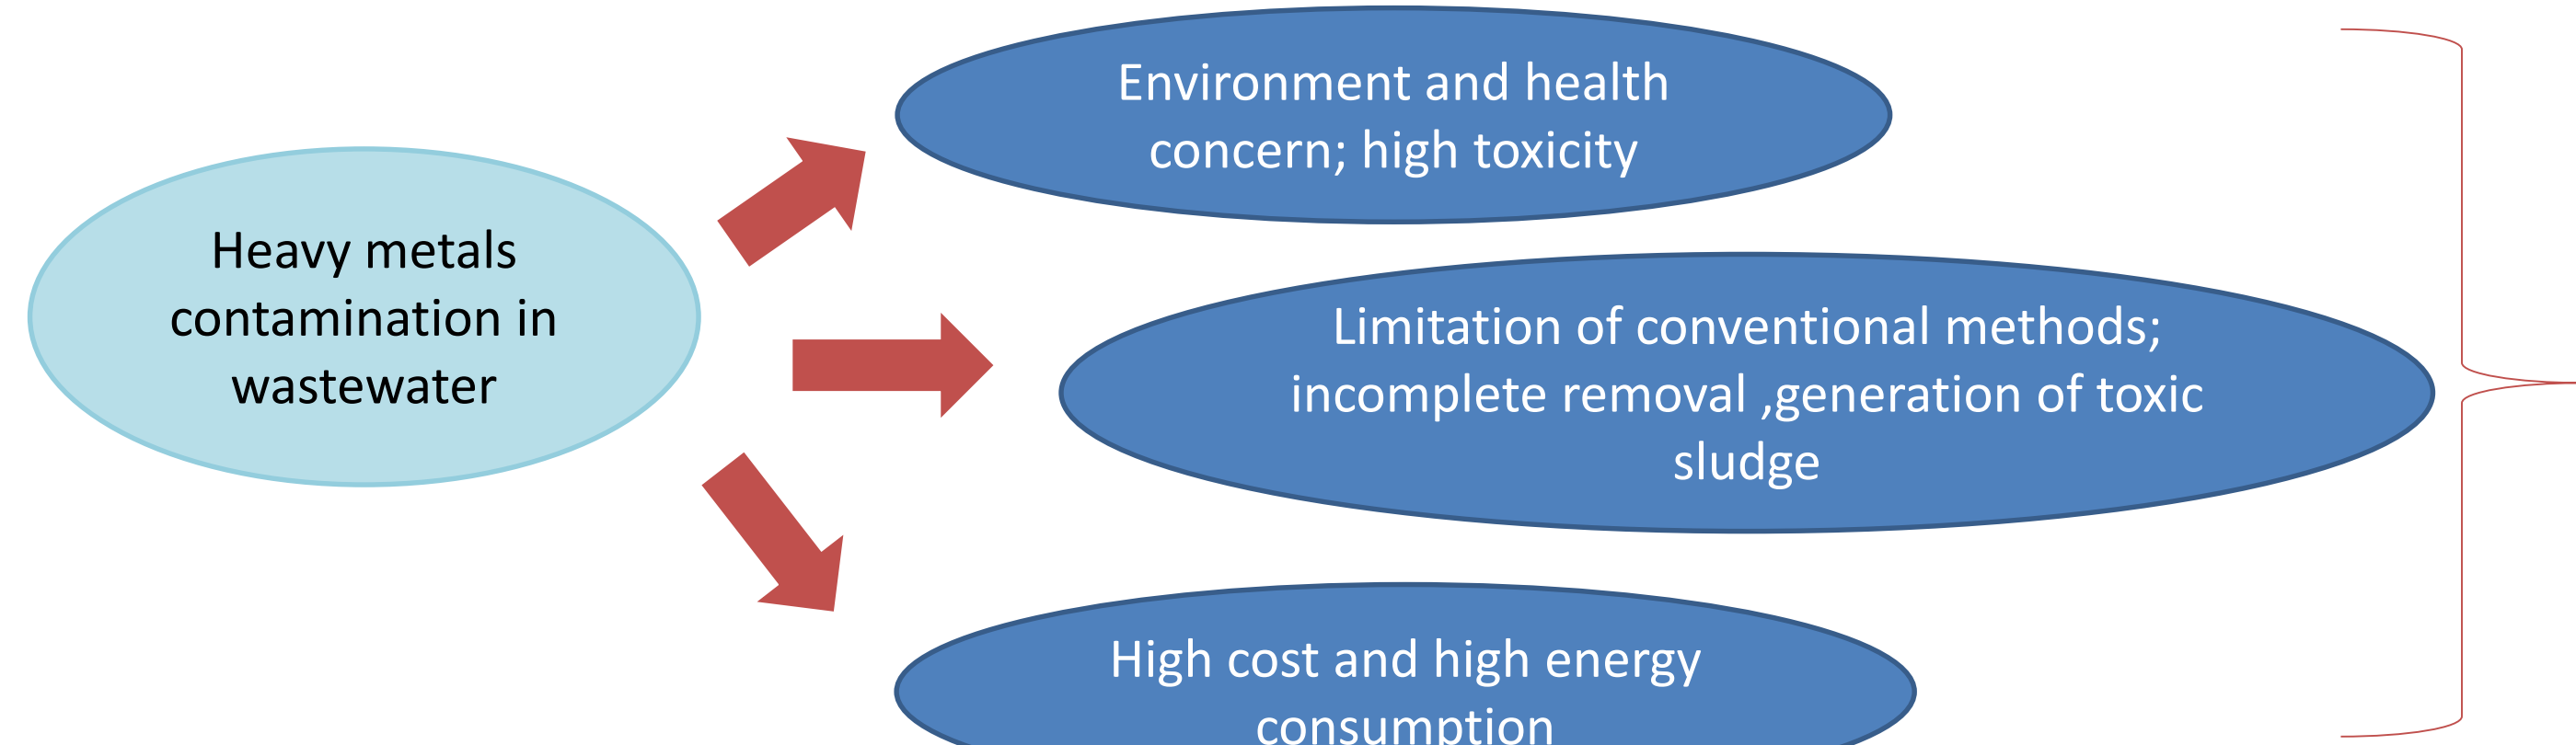 Heavy metals
contamination in
wastewater
Environment and health
concern; high toxicity
Limitation of conventional methods;
incomplete removal ,generation of toxic
sludge
High cost and high energy
consumption